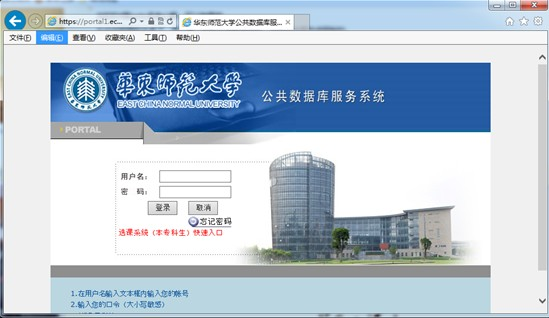 https://portal1.ec...
华东师范大学公共数据库服...
文件(F) 编辑(E) 查看(V) 收藏夹(A) 工具(T) 帮助(H)
華東師範大學
EAST CHINA NORMAL UNIVERSITY
公共数据库服务系统
PORTAL
用户名：
密 码：
登录 取消
忘记密码
选课系统（本专科生）快速入口
1.在用户名输入文本框内输入您的帐号
2.输入您的口令（大小写敏感）